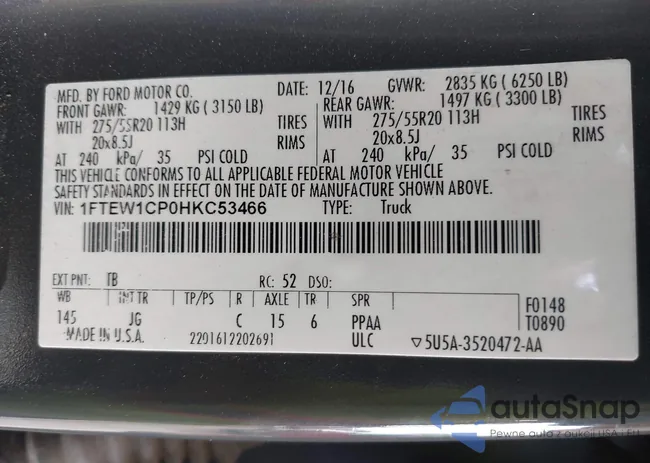 MFD. BY FORD MOTOR CO.
DATE: 12/16 GVWR: 2835 KG ( 6250 LB)
FRONT GAWR: 1429 KG ( 3150 LB) REAR GAWR: 1497 KG ( 3300 LB)
WITH 275/55R20 113H TIRES WITH 275/55R20 113H TIRES
20x8.5J RIMS 20x8.5J RIMS
AT 240 kPa/ 35 PSI COLD AT 240 kPa/ 35 PSI COLD
THIS VEHICLE CONFORMS TO ALL APPLICABLE FEDERAL MOTOR VEHICLE
SAFETY STANDARDS IN EFFECT ON THE DATE OF MANUFACTURE SHOWN ABOVE.
VIN: 1FTEW1CP0HKC53466 TYPE: Truck
EXT PNT: TB RC: 52 DSO:
WB INT TR TP/PS R AXLE TR SPR F0148
145 JG C 15 6 PPAA T0890
MADE IN U.S.A. 2201612202691 ULC ▽5U5A-3520472-AA
autoSnap
Pewne auto z aukcji USA i EU